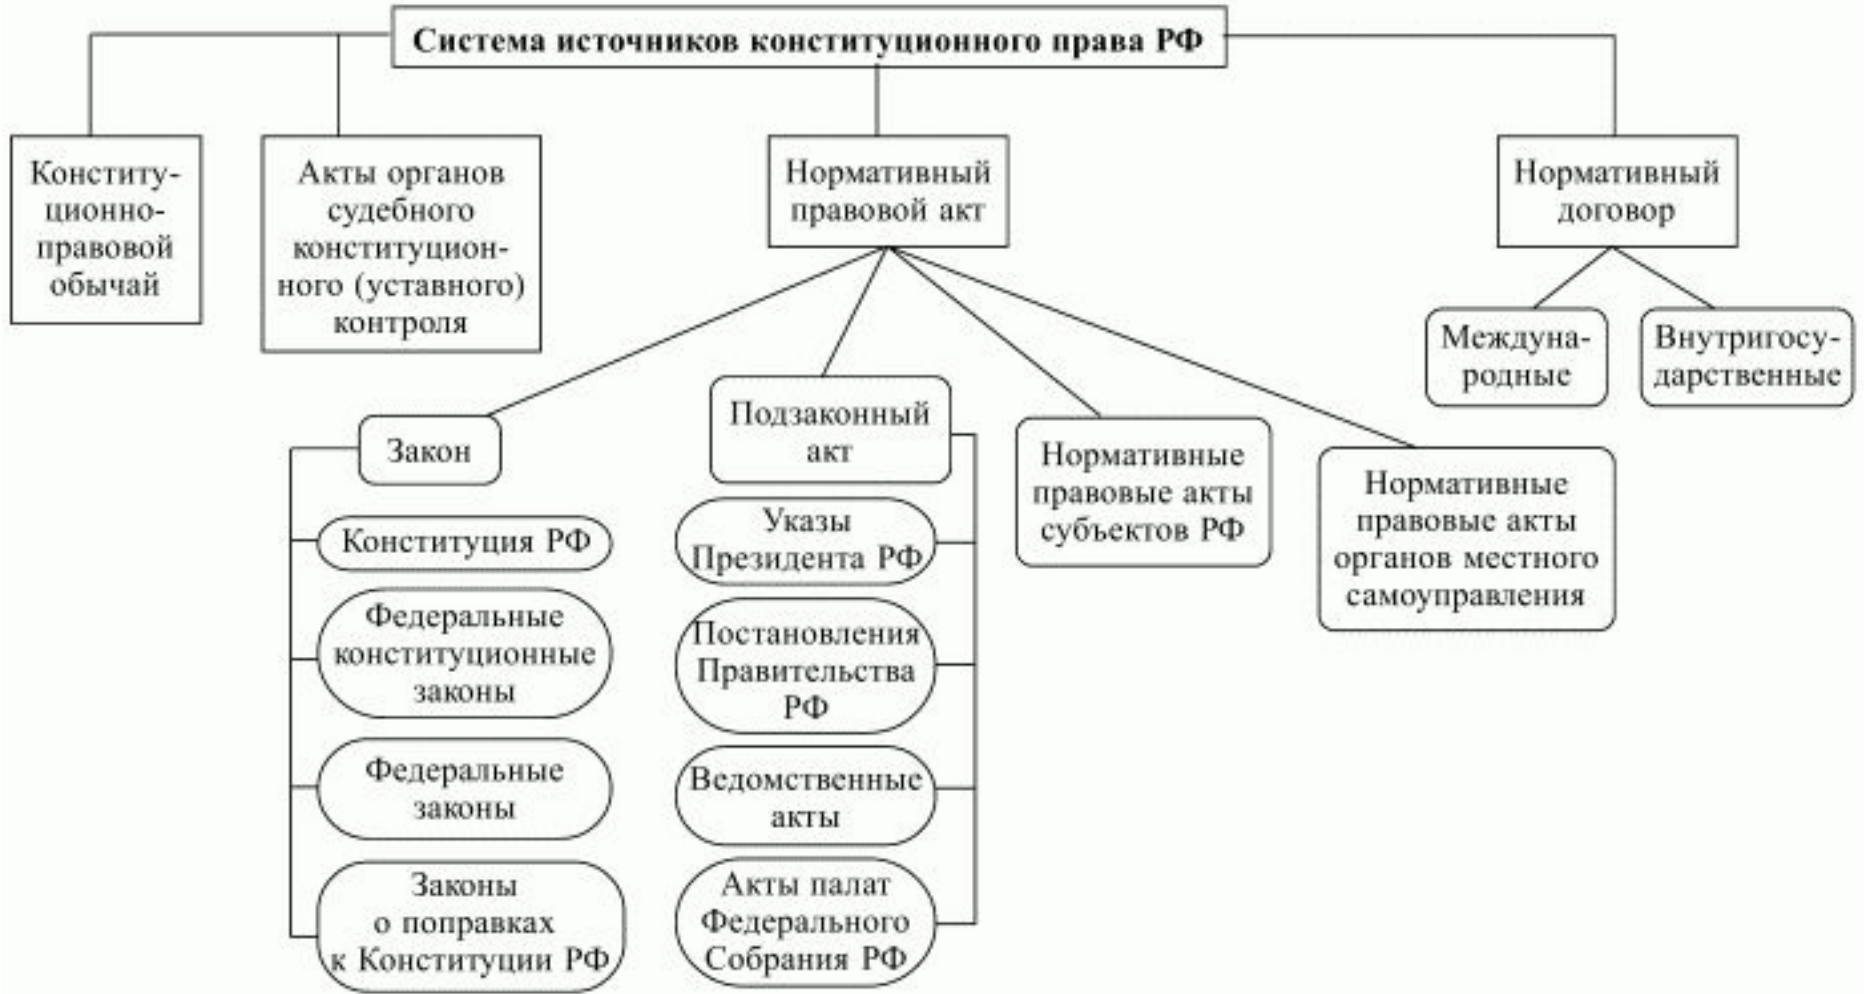 Система источников конституционного права РФ
Конститу-
ционно-
правовой
обычай
Акты органов
судебного
конституцион-
ного (уставного)
контроля
Нормативный
правовой акт
Нормативный
договор
Междуна-
родные
Внутригосу-
дарственные
Закон
Конституция РФ
Федеральные
конституционные
законы
Федеральные
законы
Законы
о поправках
к Конституции РФ
Подзаконный
акт
Указы
Президента РФ
Постановления
Правительства
РФ
Ведомственные
акты
Акты палат
Федерального
Собрания РФ
Нормативные
правовые акты
субъектов РФ
Нормативные
правовые акты
органов местного
самоуправления